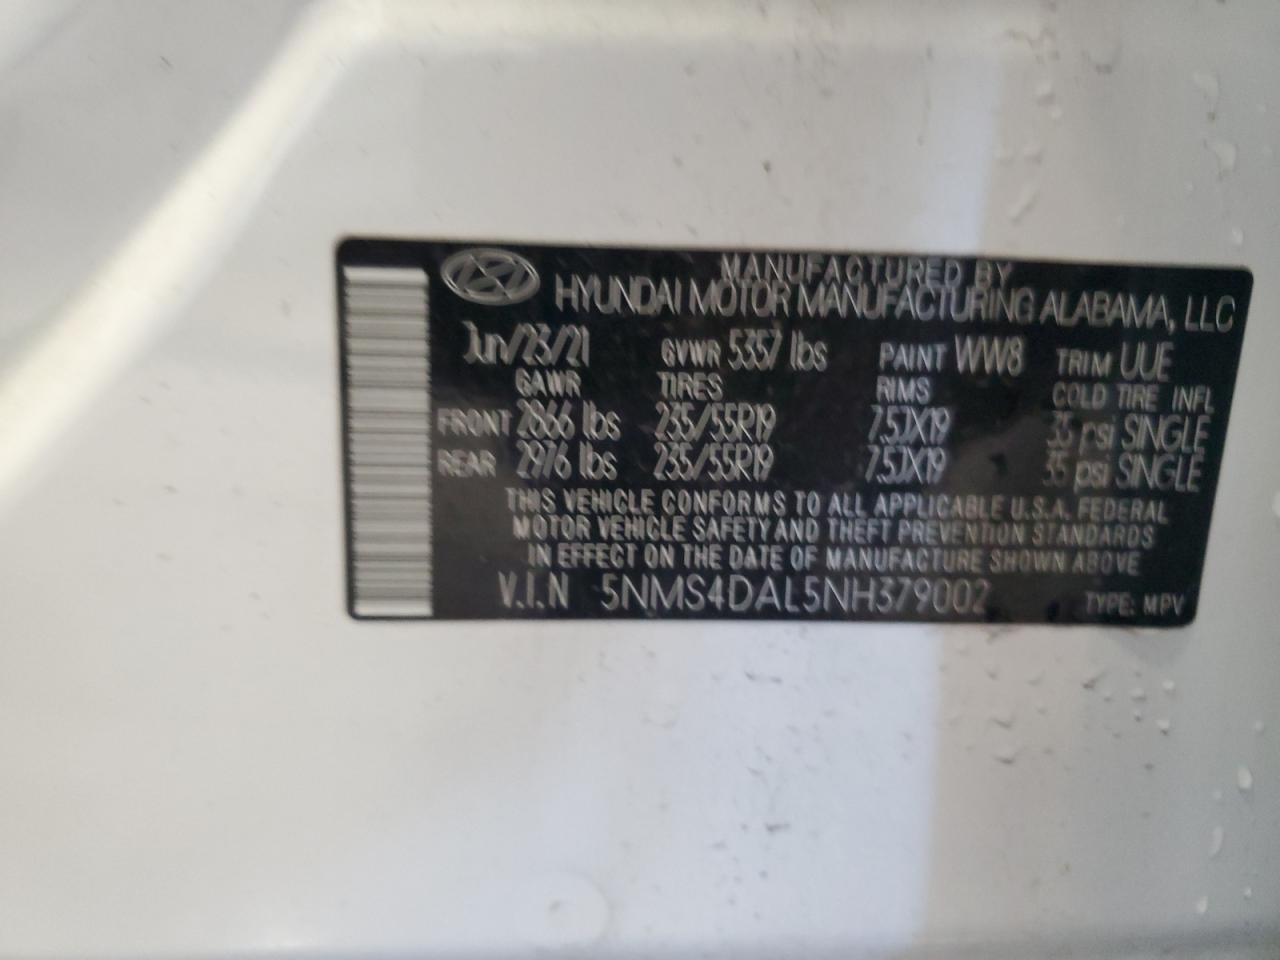 MANUFACTURED BY
HYUNDAI MOTOR MANUFACTURING ALABAMA, LLC
Jun/23/21 GVWR 5357 lbs PAINT WW8 TRIM UUE
GAWR TIRES RIMS COLD TIRE INFL
FRONT 2866 lbs 235/55R19 7.5JX19 35 psi SINGLE
REAR 2976 lbs 235/55R19 7.5JX19 35 psi SINGLE
THIS VEHICLE CONFORMS TO ALL APPLICABLE U.S.A. FEDERAL
MOTOR VEHICLE SAFETY AND THEFT PREVENTION STANDARDS
IN EFFECT ON THE DATE OF MANUFACTURE SHOWN ABOVE
V.I.N 5NMS4DAL5NH379002 TYPE: MPV